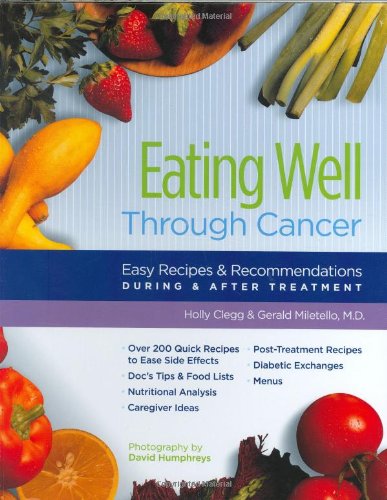 Eating Well
Through Cancer
Easy Recipes & Recommendations
DURING & AFTER TREATMENT
Holly Clegg & Gerald Miletello, M.D.
• Over 200 Quick Recipes
to Ease Side Effects
• Doc's Tips & Food Lists
• Nutritional Analysis
• Caregiver Ideas
• Post-Treatment Recipes
• Diabetic Exchanges
• Menus
Photography by
David Humphreys